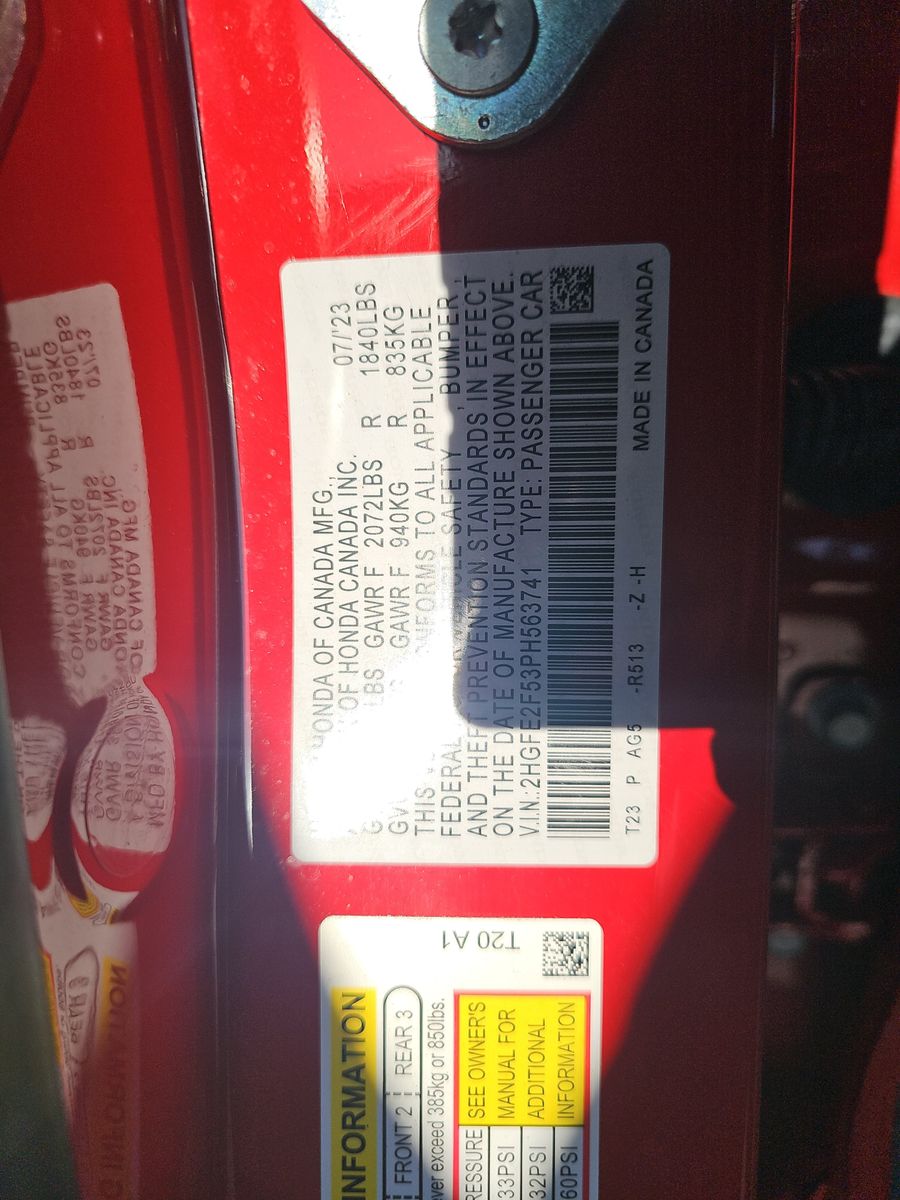 HONDA OF CANADA MFG., 07/'23
OF HONDA CANADA INC.
LBS GAWR F 2072LBS R 1840LBS
GAWR F 940KG R 835KG
THIS CONFORMS TO ALL APPLICABLE
FEDERAL VEHICLE SAFETY, BUMPER,
AND THEFT PREVENTION STANDARDS IN EFFECT
ON THE DATE OF MANUFACTURE SHOWN ABOVE.
V.I.N.:2HGFE2F53PH563741 TYPE: PASSENGER CAR
T23 P AG5 -R513 -Z -H MADE IN CANADA
T20 A1
INFORMATION
FRONT 2 REAR 3
385kg or 850lbs.
SEE OWNER'S
33PSI MANUAL FOR
32PSI ADDITIONAL
60PSI INFORMATION
6